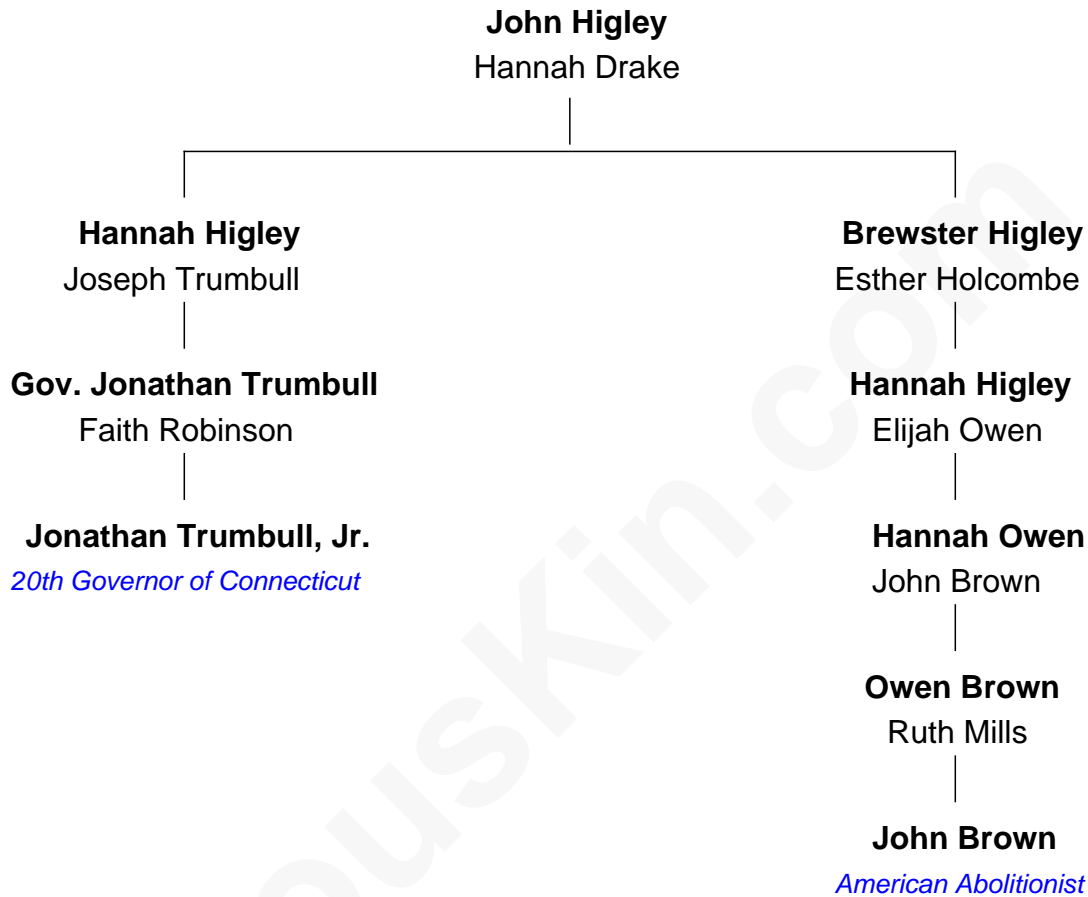 John Higley
Hannah Drake
Hannah Higley
Joseph Trumbull
Gov. Jonathan Trumbull
Faith Robinson
Jonathan Trumbull, Jr.
20th Governor of Connecticut
Brewster Higley
Esther Holcombe
Hannah Higley
Elijah Owen
Hannah Owen
John Brown
Owen Brown
Ruth Mills
John Brown
American Abolitionist
ousKin.com